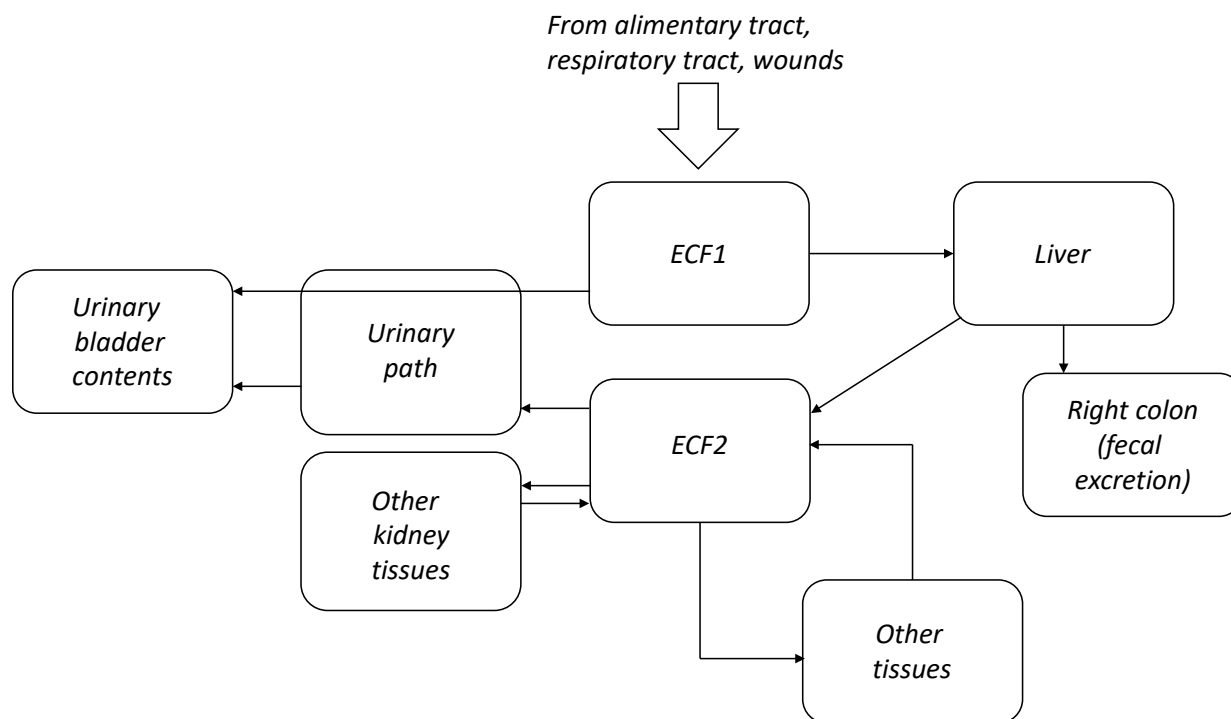 From alimentary tract,
respiratory tract, wounds
ECF1
Liver
Urinary
bladder
contents
Urinary
path
ECF2
Right colon
(fecal
excretion)
Other
kidney
tissues
Other
tissues